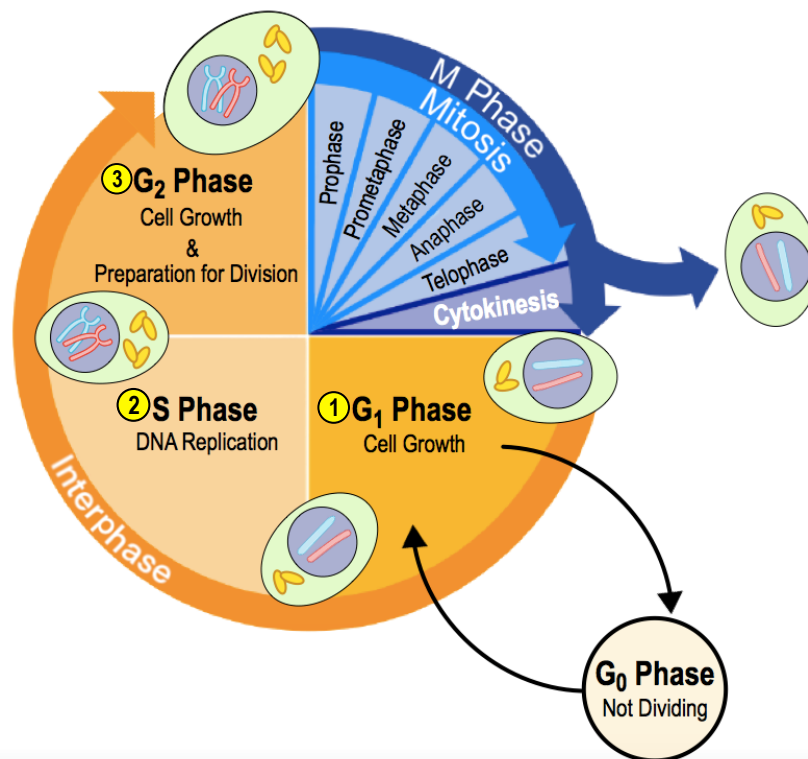 M Phase
Mitosis
Prophase
Prometaphase
Metaphase
Anaphase
Telophase
Cytokinesis
3 G₂ Phase
Cell Growth
&
Preparation for Division
2 S Phase
DNA Replication
1 G₁ Phase
Cell Growth
Interphase
G₀ Phase
Not Dividing